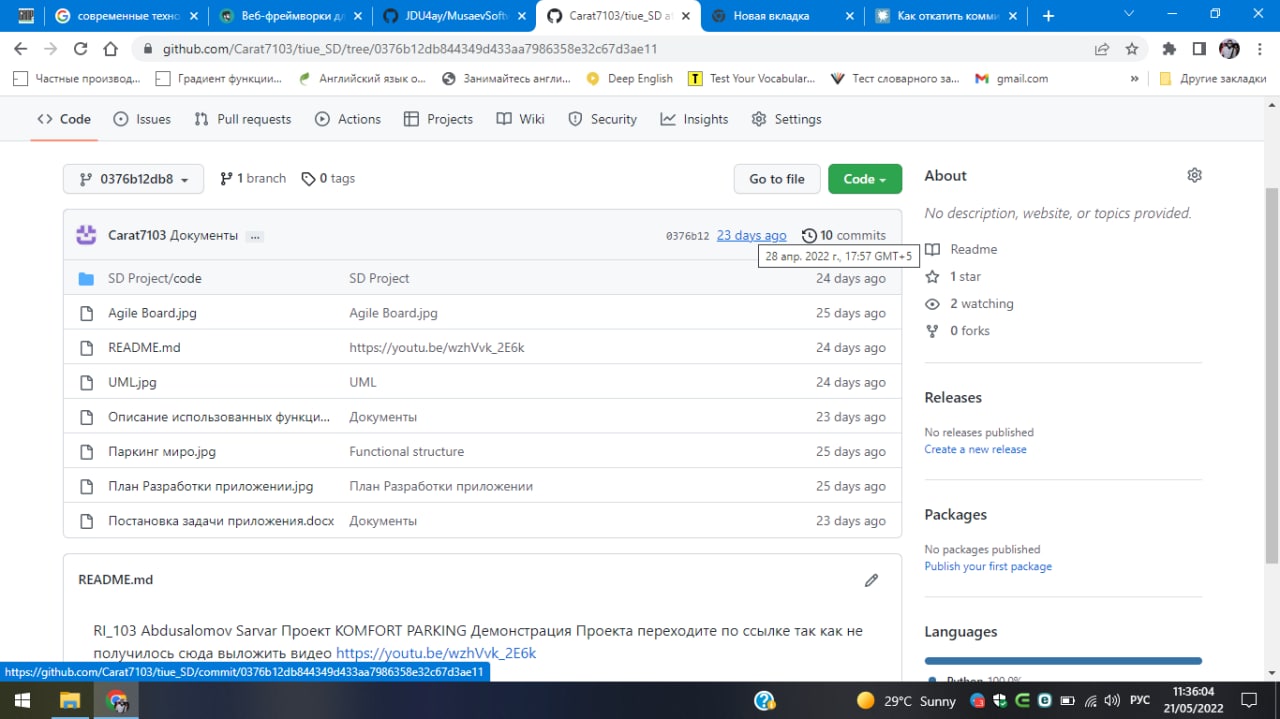 современные техно
Веб-фреймворки дл
JDU4ay/MusaevSoftw
Carat7103/tiue_SD at
Новая вкладка
Как откатить комми
github.com/Carat7103/tiue_SD/tree/0376b12db844349d433aa7986358e32c67d3ae11
Частные производ...
Градиент функции...
Английский язык о...
Занимайтесь англи...
Deep English
Test Your Vocabular...
Тест словарного за...
gmail.com
»
Другие закладки
<> Code
Issues
Pull requests
Actions
Projects
Wiki
Security
Insights
Settings
0376b12db8
1 branch
0 tags
Go to file
Code
About
No description, website, or topics provided.
Carat7103 Документы ...
0376b12 23 days ago 10 commits
28 апр. 2022 г., 17:57 GMT+5
SD Project/code SD Project 24 days ago
Agile Board.jpg Agile Board.jpg 25 days ago
README.md https://youtu.be/wzhVvk_2E6k 24 days ago
UML.jpg UML 24 days ago
Описание использованных функци... Документы 23 days ago
Паркинг миро.jpg Functional structure 25 days ago
План Разработки приложении.jpg План Разработки приложении 25 days ago
Постановка задачи приложения.docx Документы 23 days ago
Readme
1 star
2 watching
0 forks
Releases
No releases published
Create a new release
Packages
No packages published
Publish your first package
Languages
Python 100.0%
README.md
RI_103 Abdusalomov Sarvar Проект KOMFORT PARKING Демонстрация Проекта переходите по ссылке так как не
получилось сюда выложить видео https://youtu.be/wzhVvk_2E6k
https://github.com/Carat7103/tiue_SD/commit/0376b12db844349d433aa7986358e32c67d3ae11
29°C Sunny
РУС
11:36:04
21/05/2022